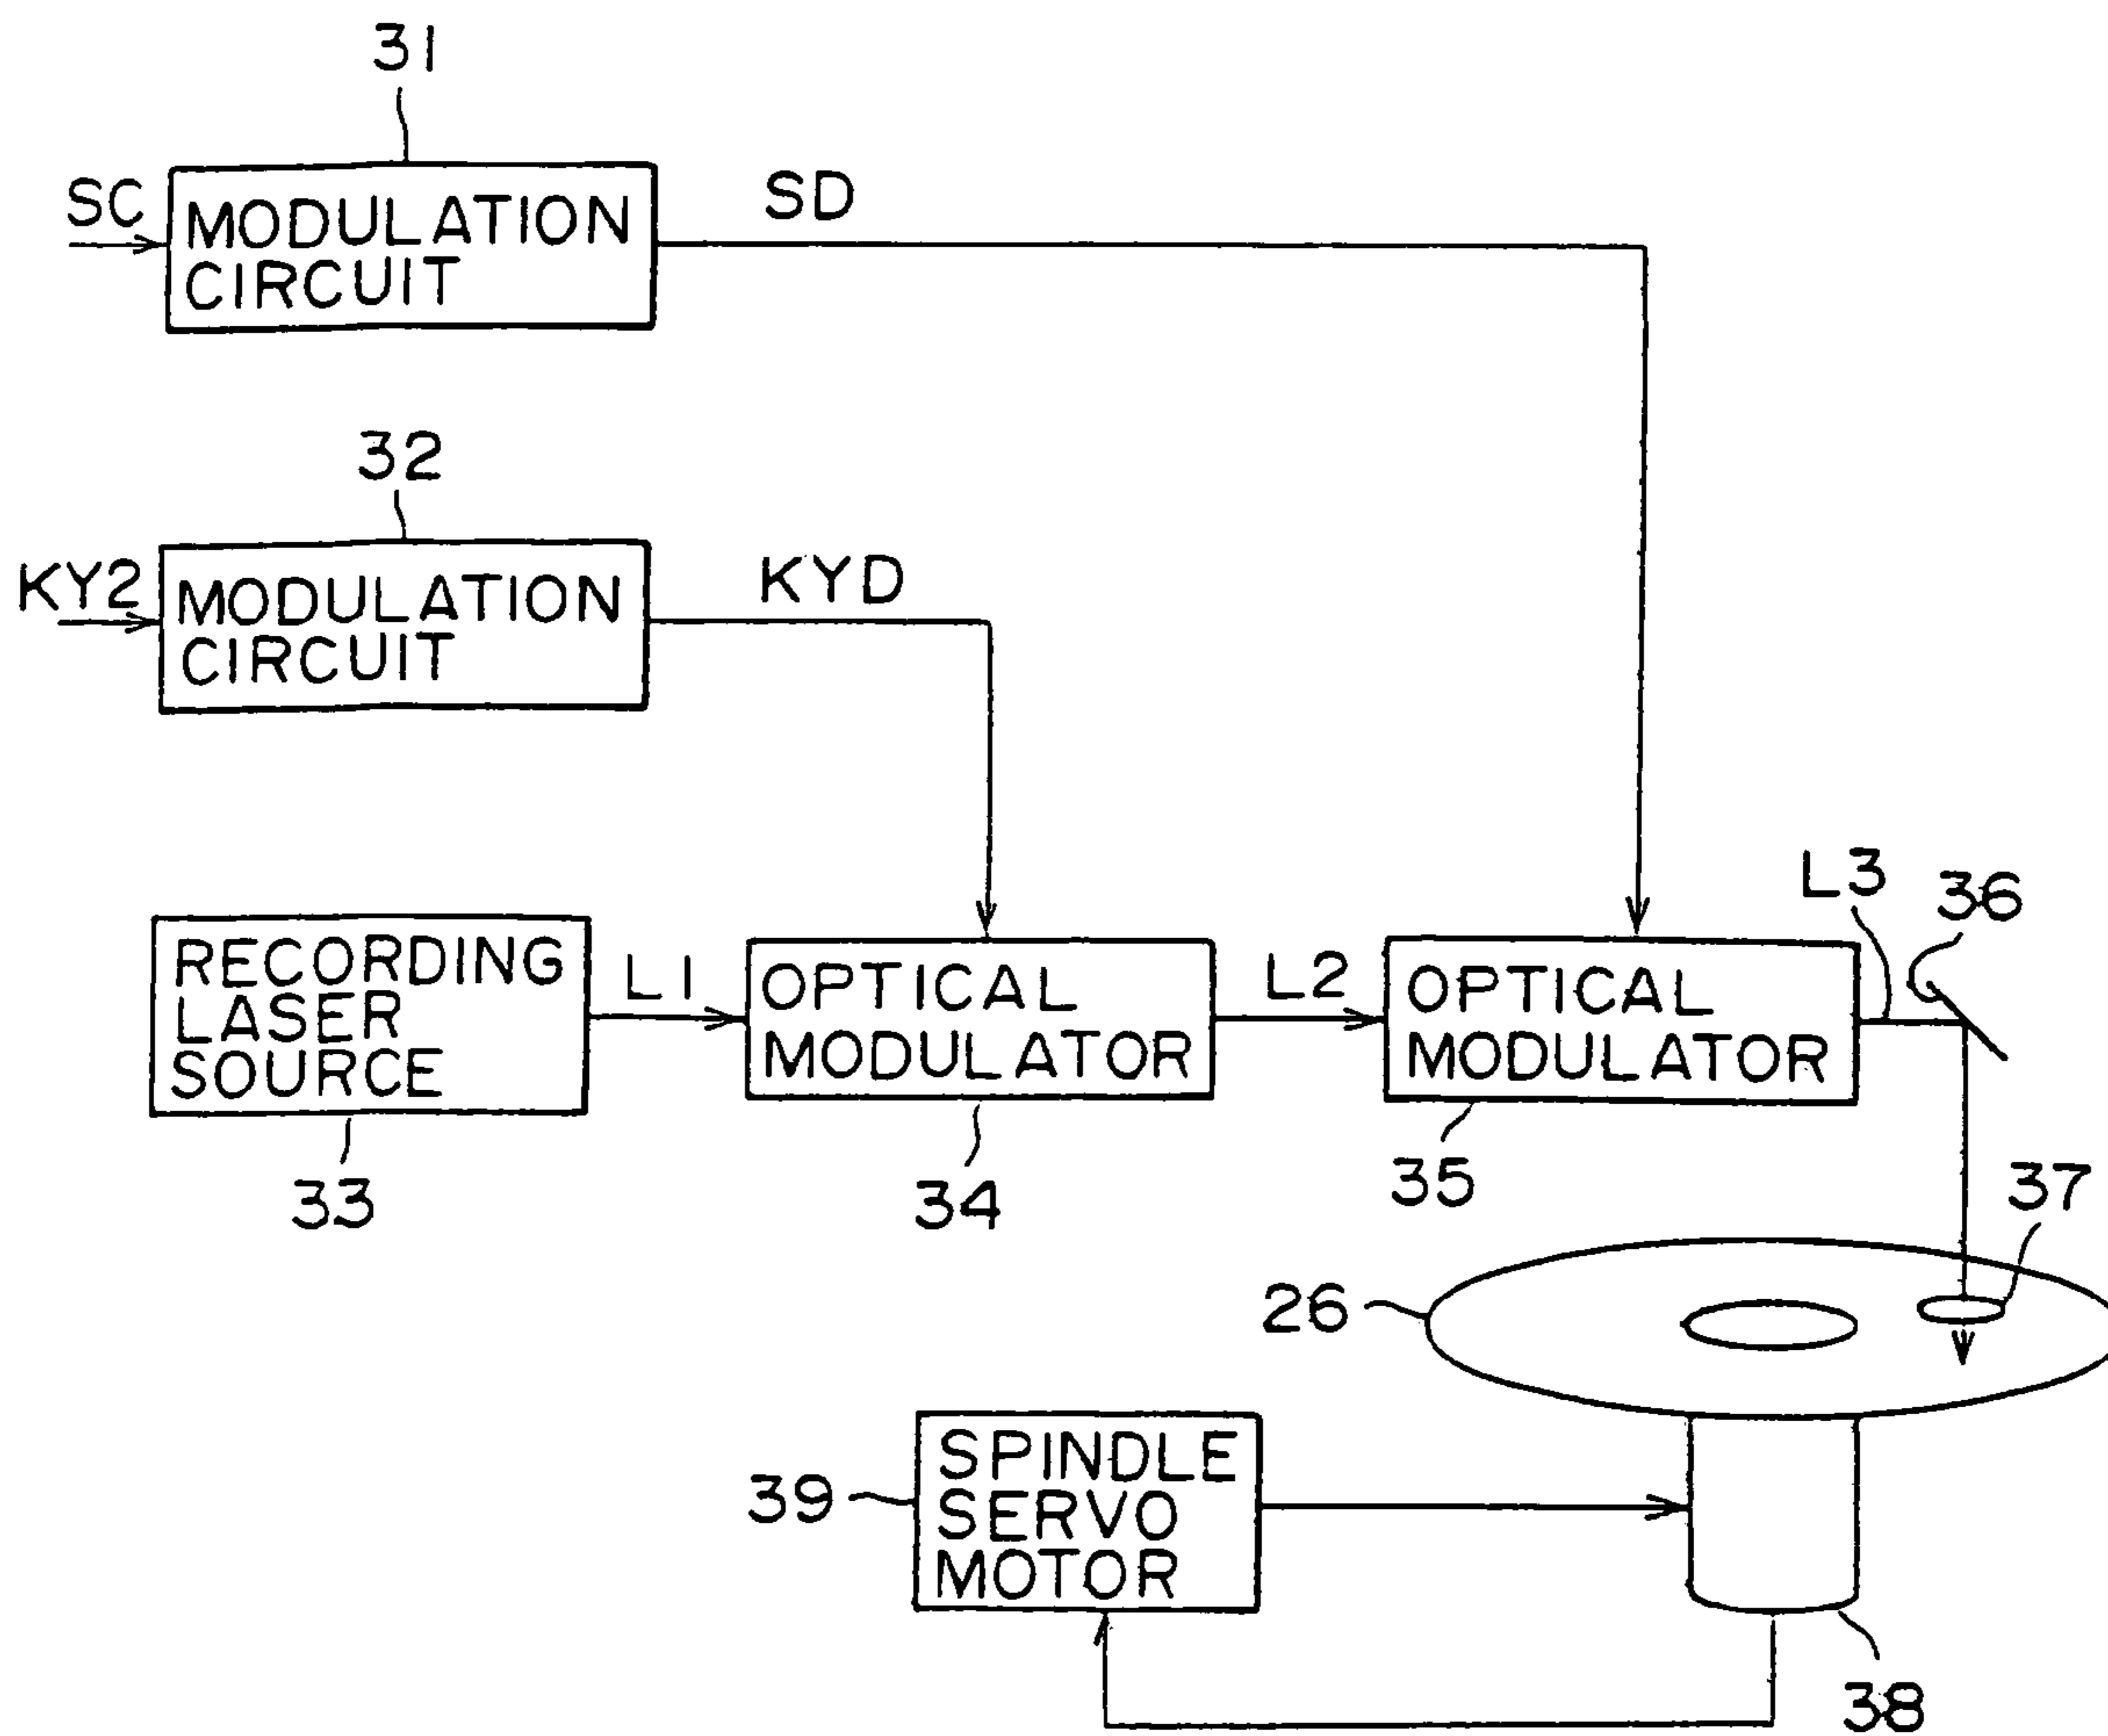 31
SC
MODULATION
CIRCUIT
SD
32
KY2
MODULATION
CIRCUIT
KYD
RECORDING
LASER
SOURCE
L1
OPTICAL
MODULATOR
L2
OPTICAL
MODULATOR
L3
36
33
34
35
37
26
39
SPINDLE
SERVO
MOTOR
38